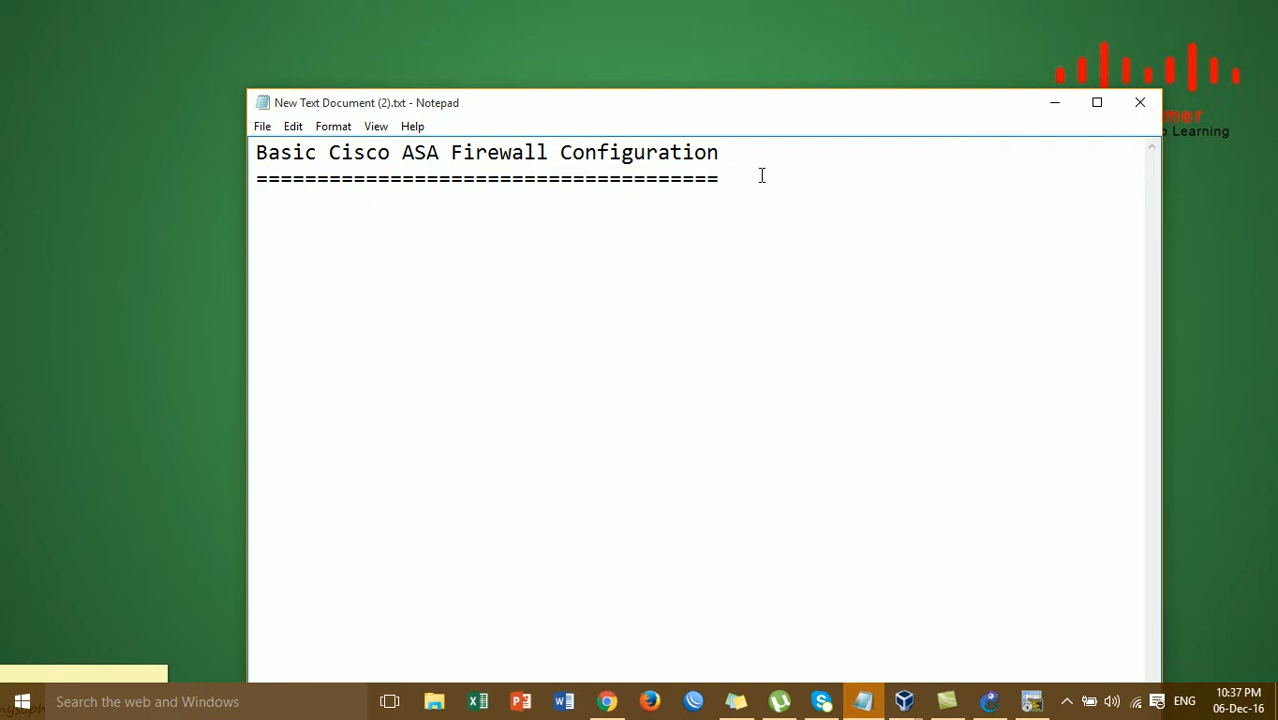 New Text Document (2).txt - Notepad
File Edit Format View Help
Basic Cisco ASA Firewall Configuration
======================================
Learning
Search the web and Windows
ENG
10:37 PM
06-Dec-16